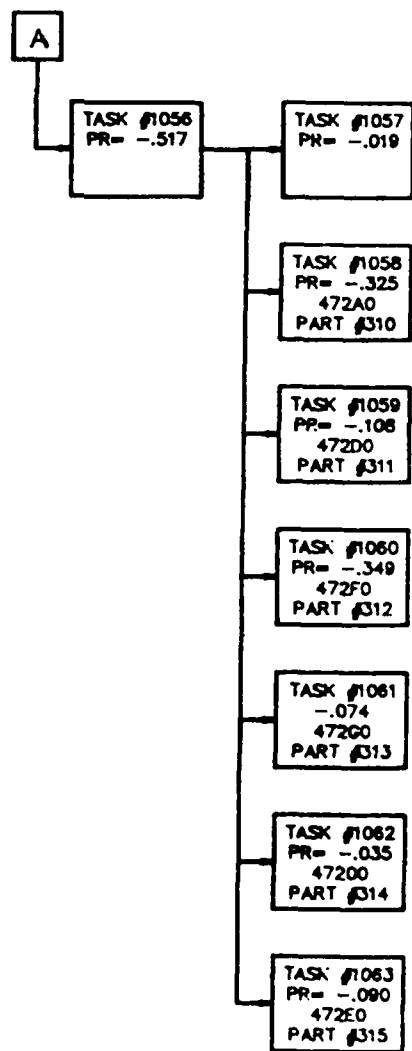 A
TASK #1056
PR= -.517
TASK #1057
PR= -.019
TASK #1058
PR= -.325
472A0
PART #310
TASK #1059
PR= -.108
472D0
PART #311
TASK #1060
PR= -.349
472F0
PART #312
TASK #1061
-.074
472G0
PART #313
TASK #1062
PR= -.035
47200
PART #314
TASK #1063
PR= -.090
472E0
PART #315